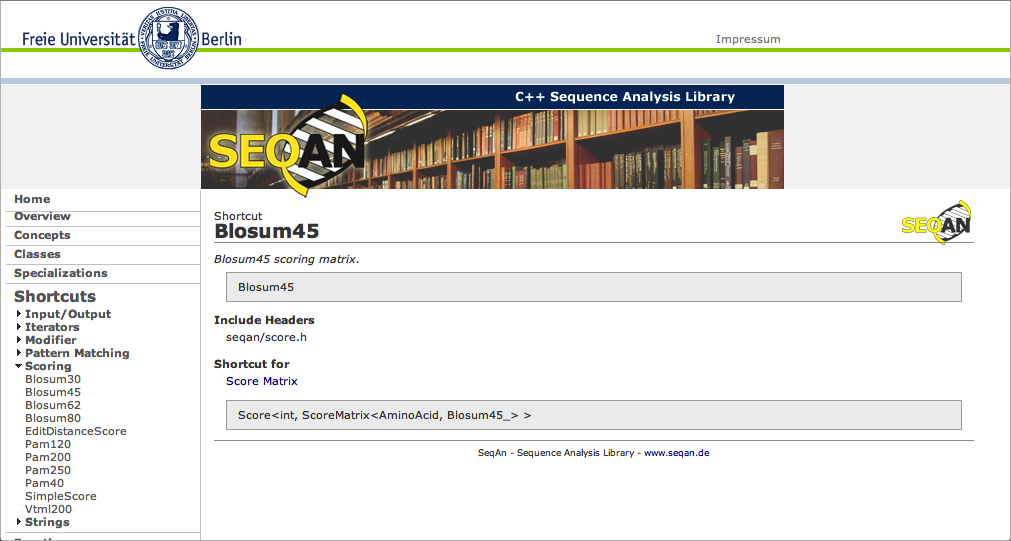 Freie Universität Berlin
Impressum
C++ Sequence Analysis Library
SEQAN
Home
Overview
Concepts
Classes
Specializations
Shortcuts
Input/Output
Iterators
Modifier
Pattern Matching
Scoring
Blosum30
Blosum45
Blosum62
Blosum80
EditDistanceScore
Pam120
Pam200
Pam250
Pam40
SimpleScore
Vtml200
Strings
Shortcut
Blosum45
SEQAN
Blosum45 scoring matrix.
Blosum45
Include Headers
seqan/score.h
Shortcut for
Score Matrix
Score<int, ScoreMatrix<AminoAcid, Blosum45_> >
SeqAn - Sequence Analysis Library - www.seqan.de